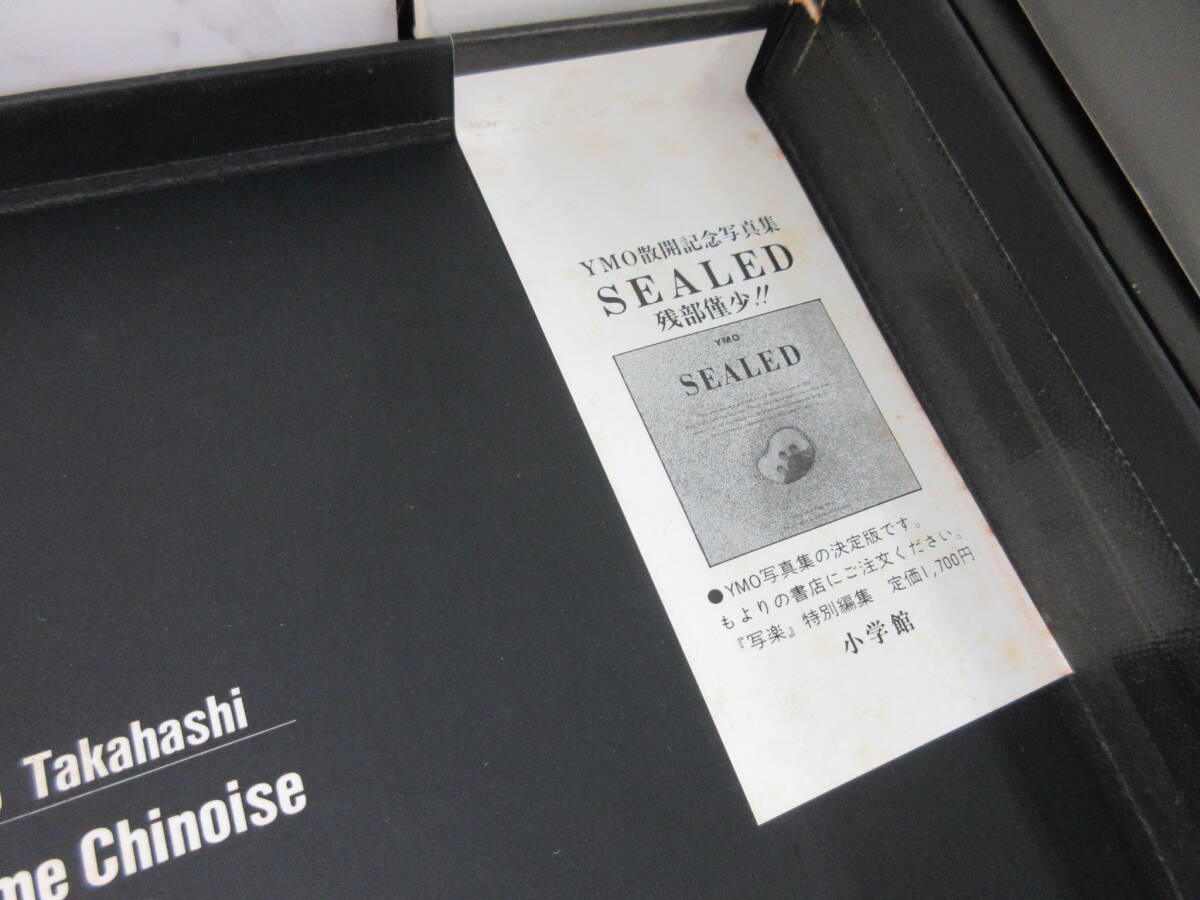 YMO散開記念写真集
SEALED
残部僅少!!
YMO
SEALED
●YMO写真集の決定版です。
もよりの書店にご注文ください。
『写楽』特別編集 定価1,700円
小学館
Takahashi
Chinoise